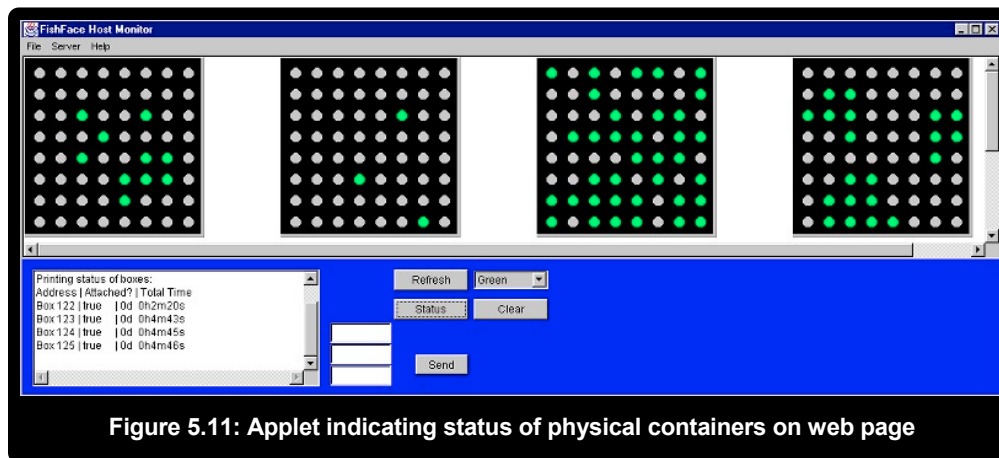 FishFace Host Monitor
File Server Help
Printing status of boxes:
Address | Attached? | Total Time
Box 122 | true | 0d 0h2m20s
Box 123 | true | 0d 0h4m43s
Box 124 | true | 0d 0h4m45s
Box 125 | true | 0d 0h4m46s
Refresh
Green
Status
Clear
Send
Figure 5.11: Applet indicating status of physical containers on web page